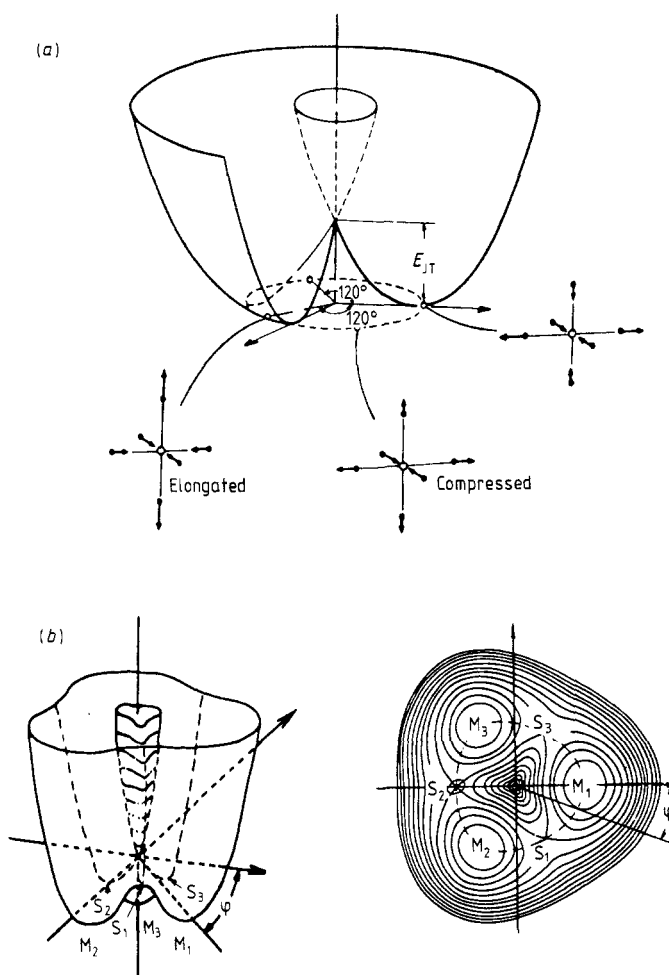 (a)
E_JT
120°
120°
Elongated
Compressed
(b)
S₂
S₁
S₃
M₂
M₃
M₁
φ
M₃
S₃
S₂
M₁
M₂
S₁
φ